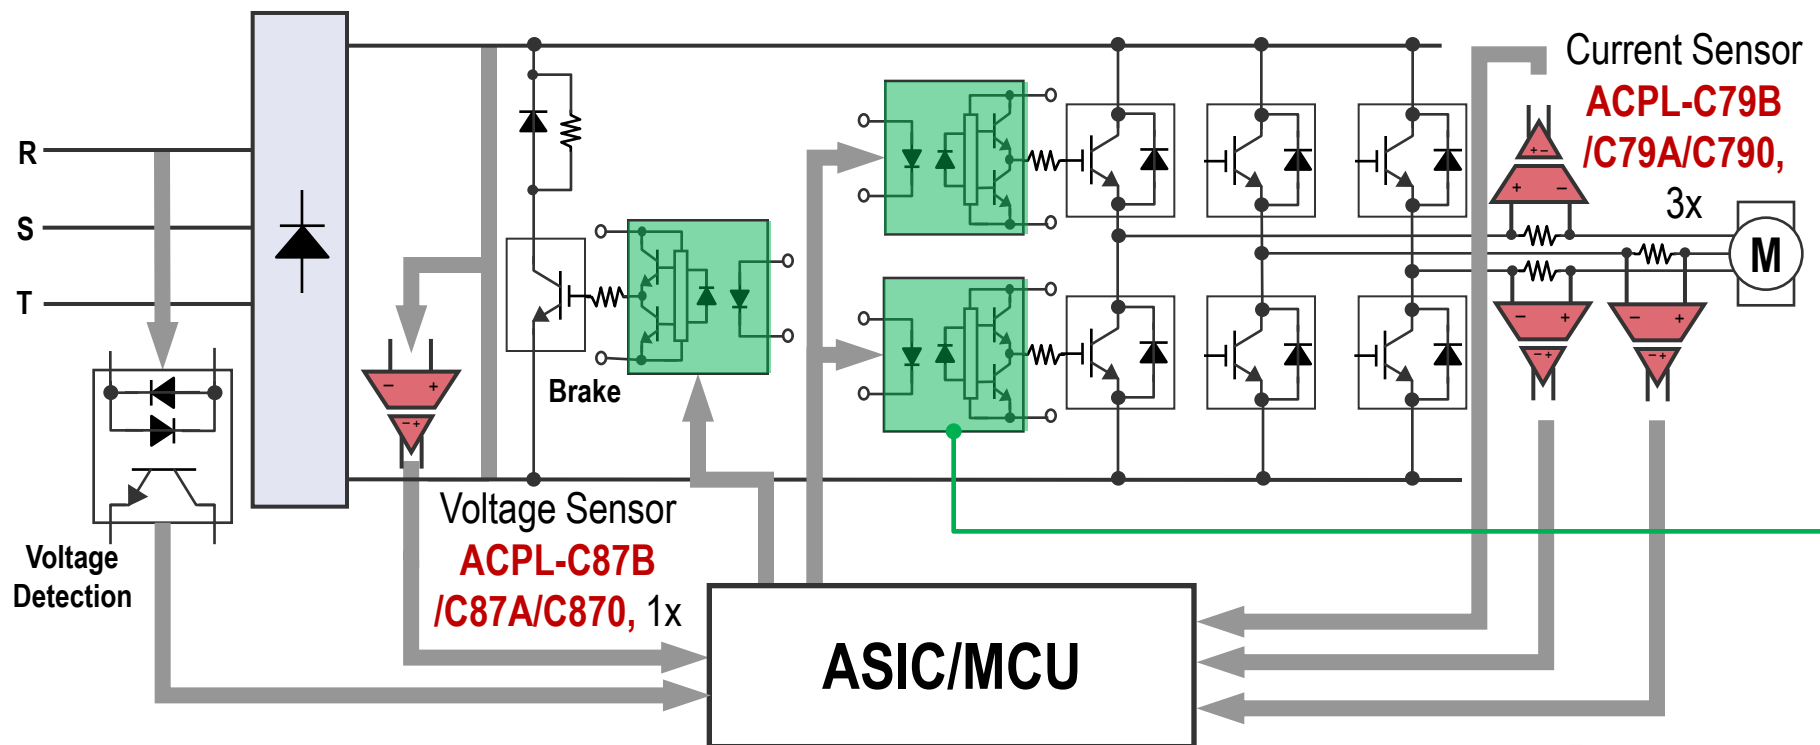 Current Sensor
ACPL-C79B
/C79A/C790,
3x
R
S
T
M
Brake
Voltage Sensor
ACPL-C87B
/C87A/C870, 1x
Voltage
Detection
ASIC/MCU